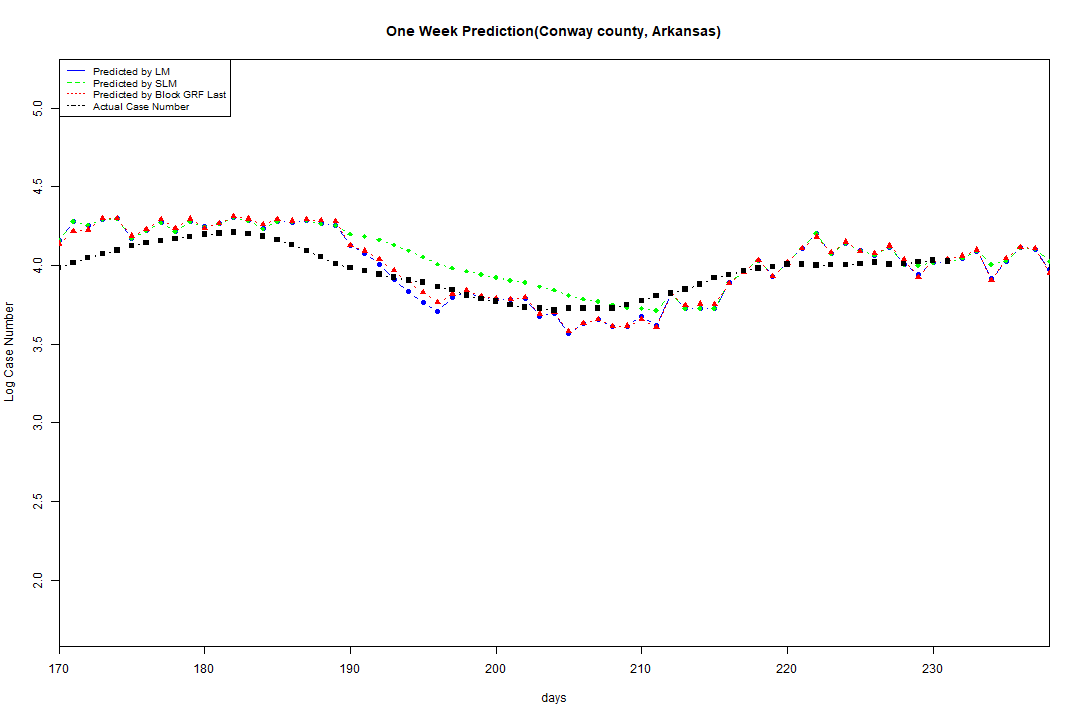 One Week Prediction(Conway county, Arkansas)
Predicted by LM
Predicted by SLM
Predicted by Block GRF Last
Actual Case Number
5.0
4.5
4.0
3.5
3.0
2.5
2.0
Log Case Number
170 180 190 200 210 220 230
days